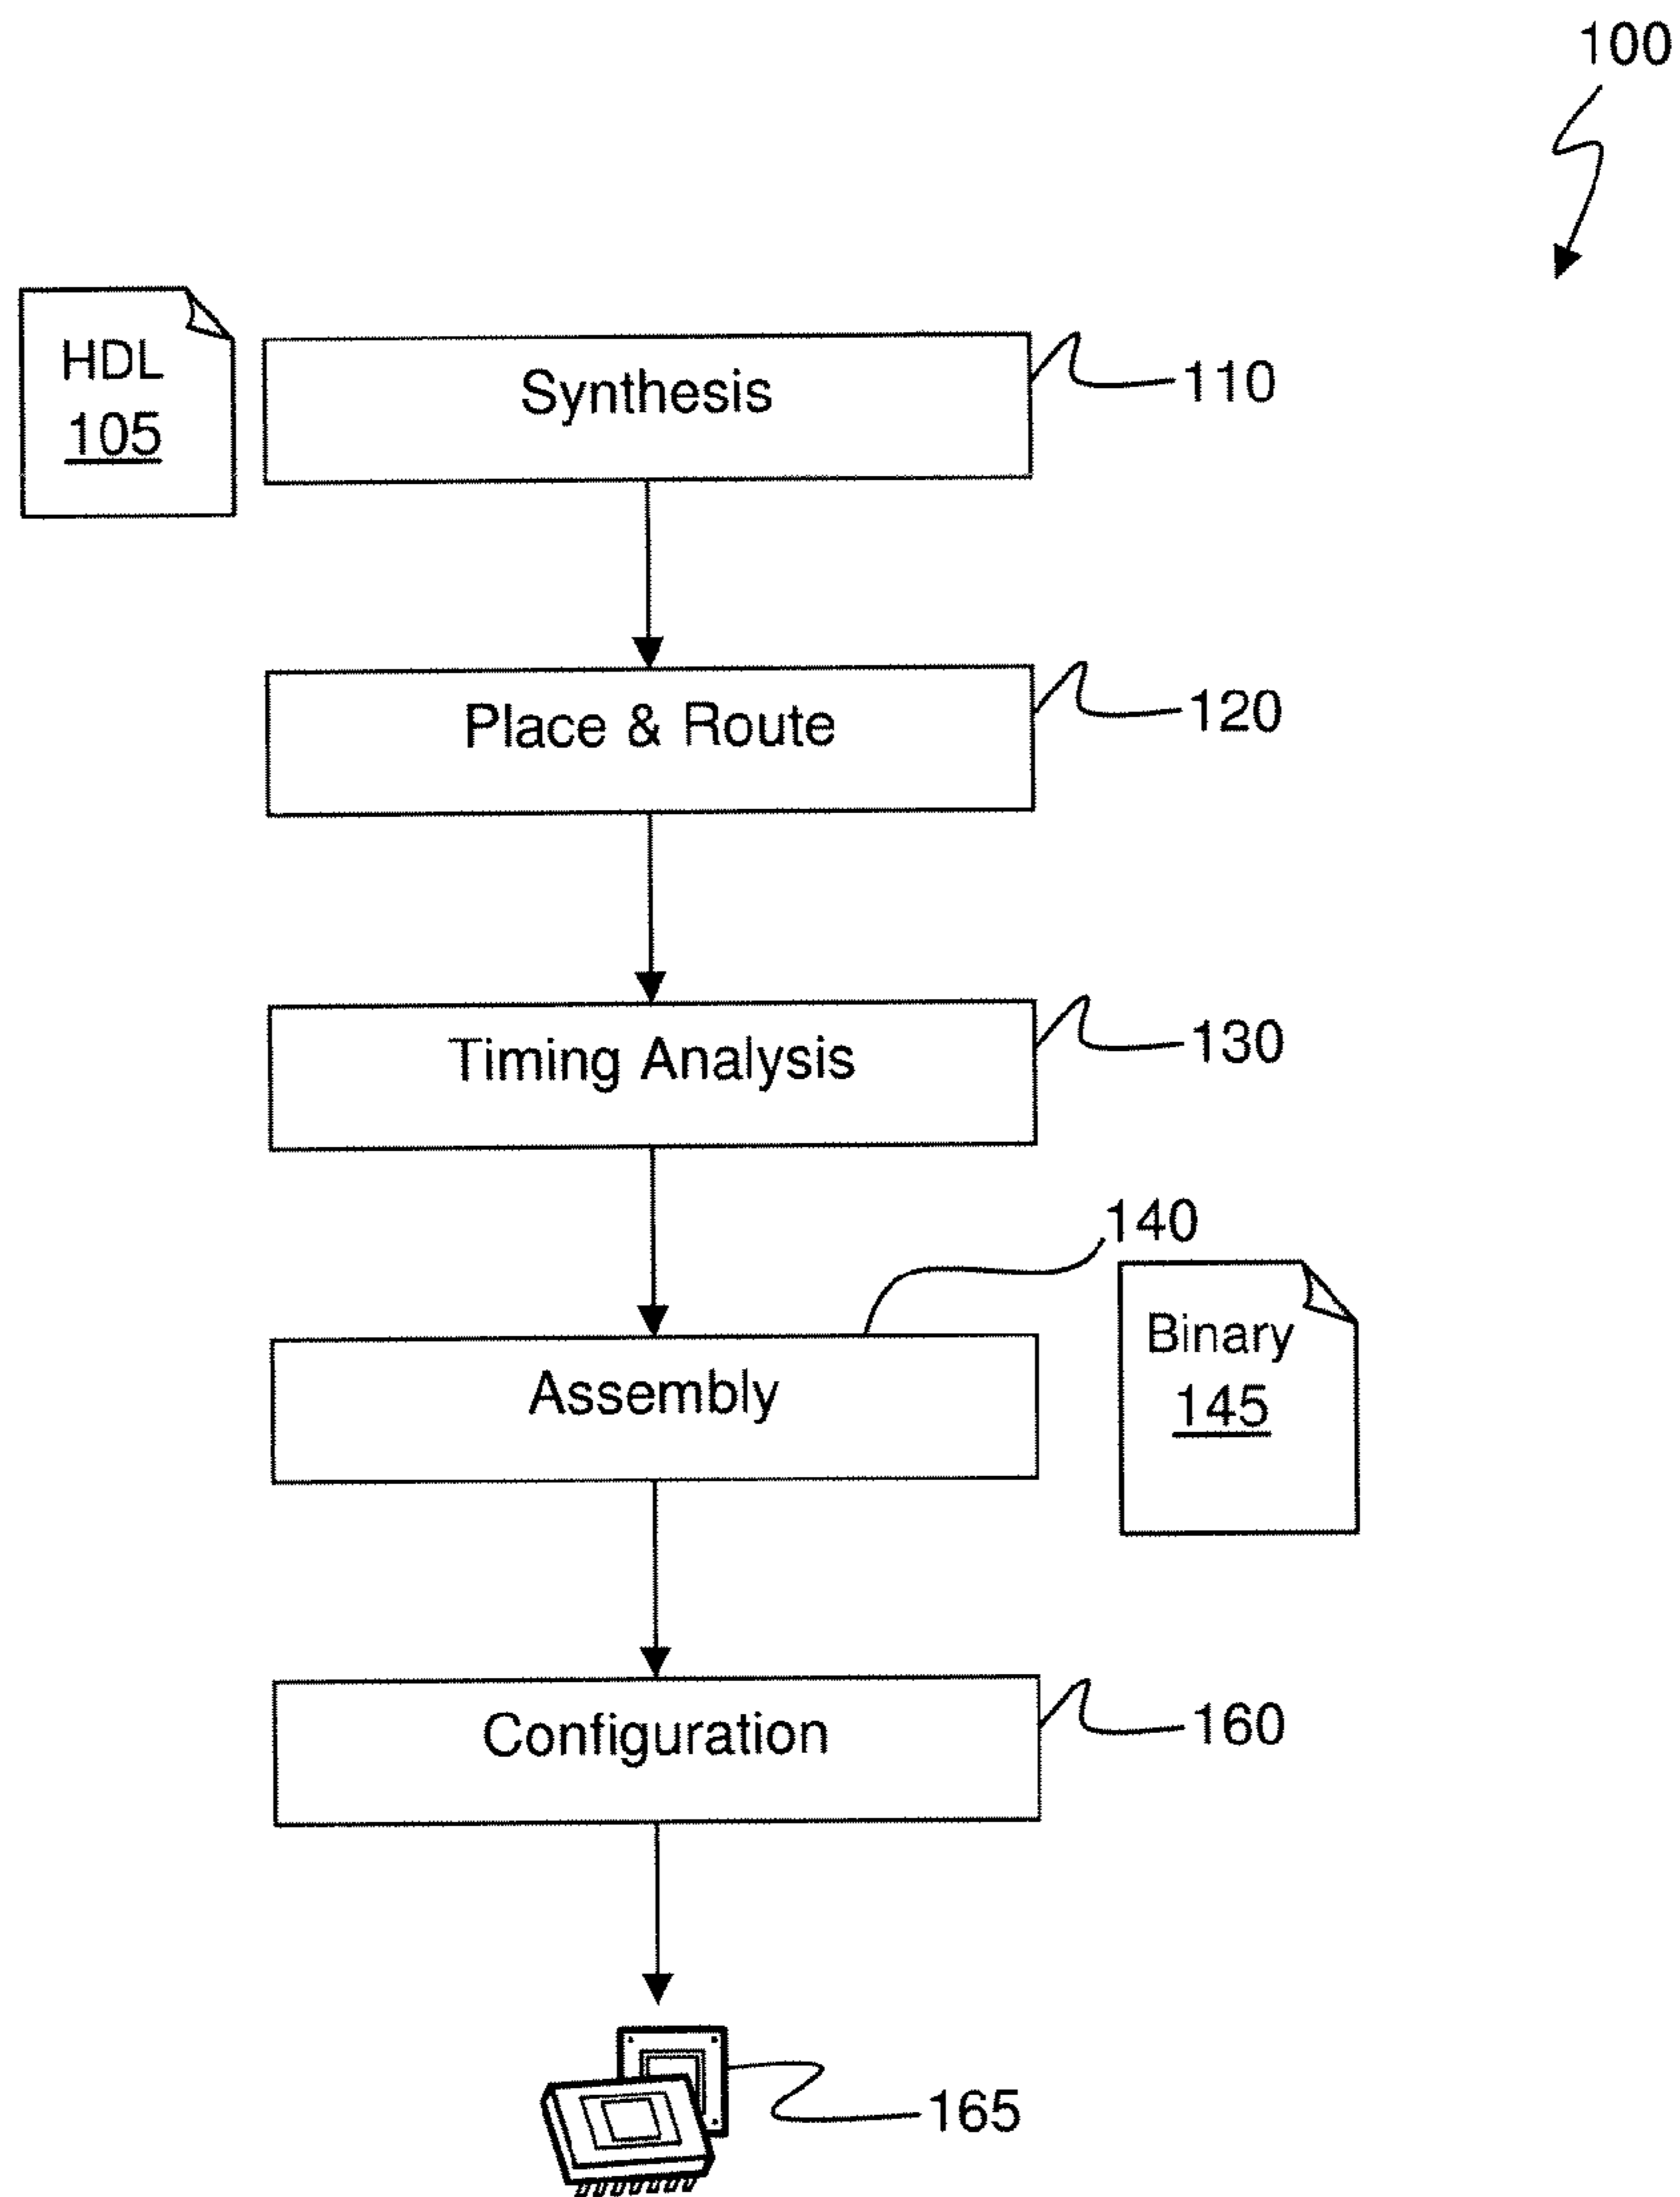 100
HDL
105
Synthesis
110
Place & Route
120
Timing Analysis
130
140
Assembly
Binary
145
Configuration
160
165